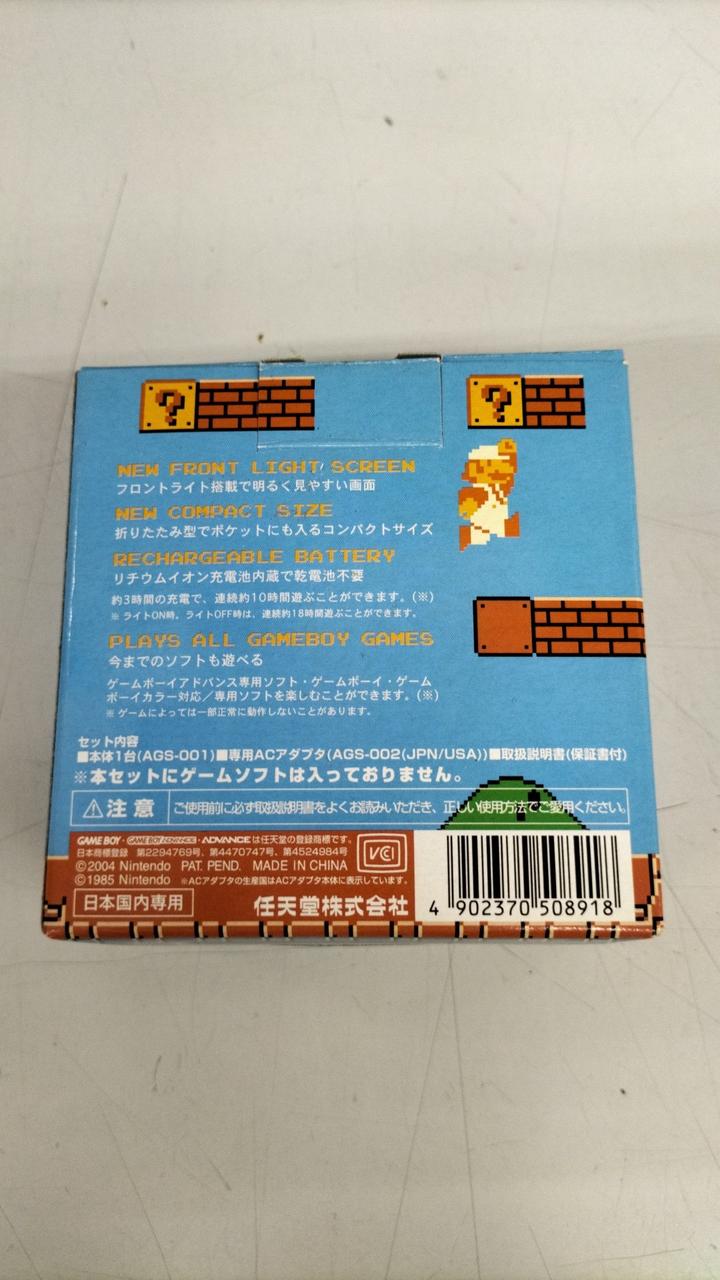 NEW FRONT LIGHT SCREEN
フロントライト搭載で明るく見やすい画面
NEW COMPACT SIZE
折りたたみ型でポケットにも入るコンパクトサイズ
RECHARGEABLE BATTERY
リチウムイオン充電池内蔵で乾電池不要
約3時間の充電で、連続約10時間遊ぶことができます。(※)
※ ライトON時。ライトOFF時は、連続約18時間遊ぶことができます。
PLAYS ALL GAMEBOY GAMES
今までのソフトも遊べる
ゲームボーイアドバンス専用ソフト・ゲームボーイ・ゲーム
ボーイカラー対応／専用ソフトを楽しむことができます。(※)
※ ゲームによっては一部正常に動作しないことがあります。
セット内容
■本体1台(AGS-001)■専用ACアダプタ(AGS-002(JPN/USA))■取扱説明書(保証書付)
※本セットにゲームソフトは入っておりません。
⚠注意 ご使用前に必ず取扱説明書をよくお読みいただき、正しい使用方法でご愛用ください。
GAME BOY・GAME BOY ADVANCE・ADVANCEは任天堂の登録商標です。
日本商標登録 第2294769号、第4470747号、第4524984号
©2004 Nintendo PAT. PEND. MADE IN CHINA
©1985 Nintendo ※ACアダプタの生産国はACアダプタ本体に表示しています。
VCCI
日本国内専用 任天堂株式会社
4 902370 508918